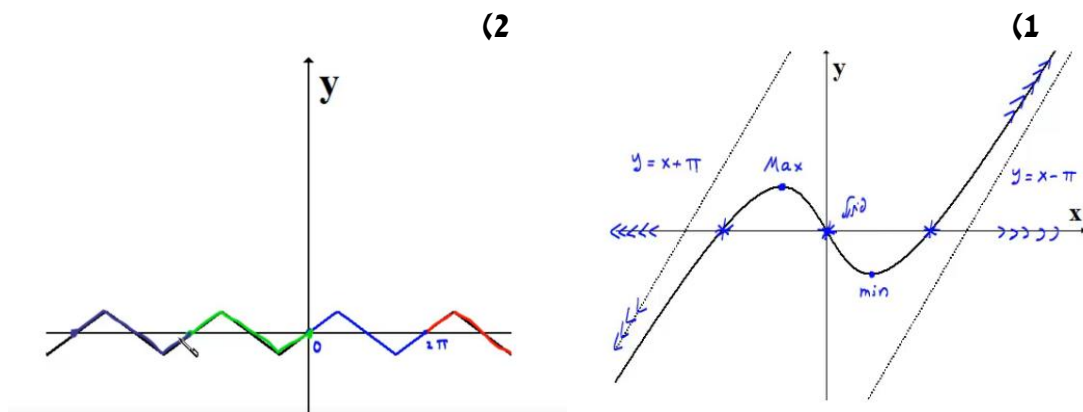 (1
y
y = x + π
Max
y = x - π
x
min
(2
y
0
2π